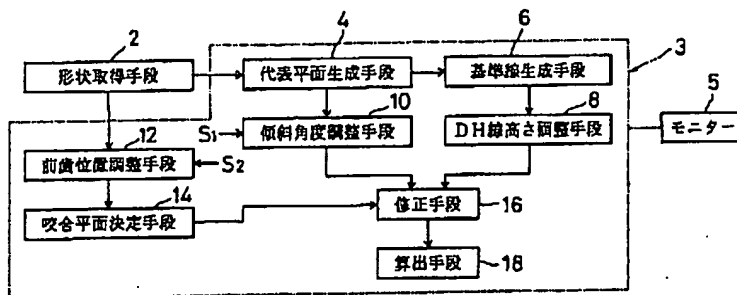 2
形状取得手段
4
代表平面生成手段
6
基準線生成手段
3
10
S1
傾斜角度調整手段
8
DH線高さ調整手段
5
モニター
12
前歯位置調整手段
S2
14
咬合平面決定手段
修正手段
16
算出手段
18